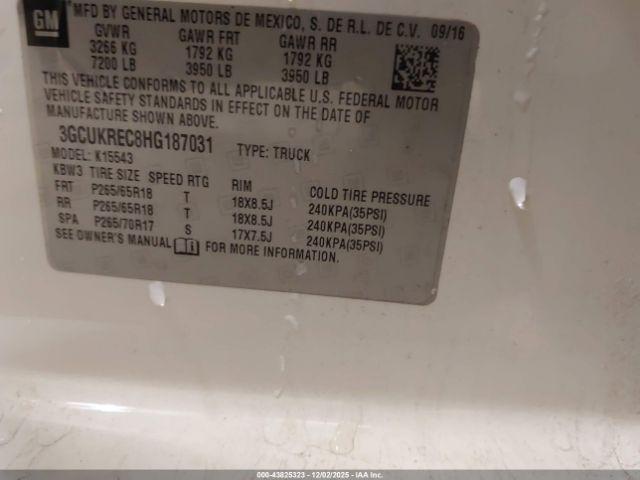 GM
MFD BY GENERAL MOTORS DE MEXICO, S. DE R.L. DE C.V. 09/16
GVWR GAWR FRT GAWR RR
3266 KG 1792 KG 1792 KG
7200 LB 3950 LB 3950 LB
THIS VEHICLE CONFORMS TO ALL APPLICABLE U.S. FEDERAL MOTOR
VEHICLE SAFETY STANDARDS IN EFFECT ON THE DATE OF
MANUFACTURE SHOWN ABOVE.
3GCUKREC8HG187031 TYPE: TRUCK
MODEL: K15543
KBW3 TIRE SIZE SPEED RTG RIM COLD TIRE PRESSURE
FRT P265/65R18 T 18X8.5J 240KPA(35PSI)
RR P265/65R18 T 18X8.5J 240KPA(35PSI)
SPA P265/70R17 S 17X7.5J 240KPA(35PSI)
SEE OWNER'S MANUAL FOR MORE INFORMATION.
000-43825323 - 12/02/2025 - IAA Inc.